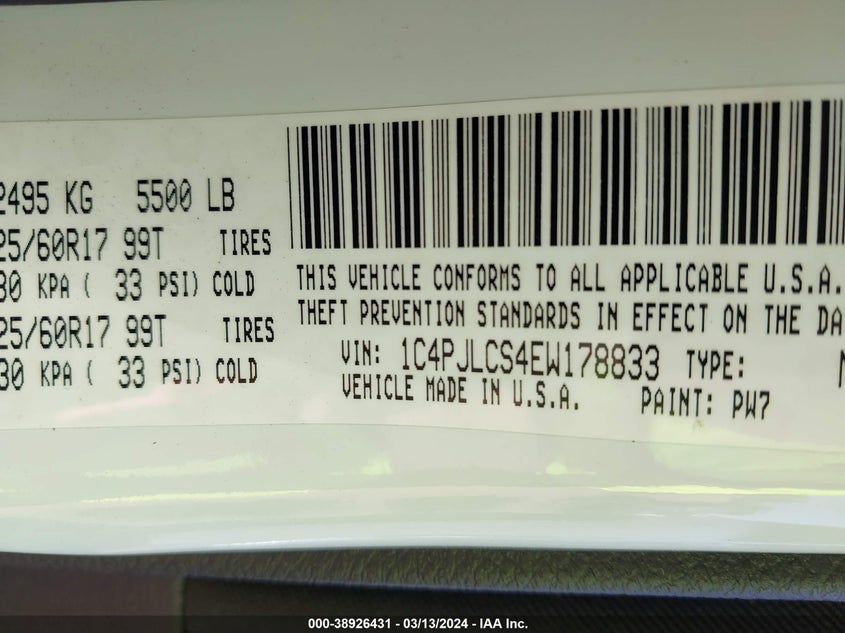 2495 KG 5500 LB
25/60R17 99T TIRES
30 KPA ( 33 PSI) COLD
25/60R17 99T TIRES
30 KPA ( 33 PSI) COLD
THIS VEHICLE CONFORMS TO ALL APPLICABLE U.S.A.
THEFT PREVENTION STANDARDS IN EFFECT ON THE DA
VIN: 1C4PJLCS4EW178833 TYPE: M
VEHICLE MADE IN U.S.A. PAINT: PW7
000-38926431 - 03/13/2024 - IAA Inc.